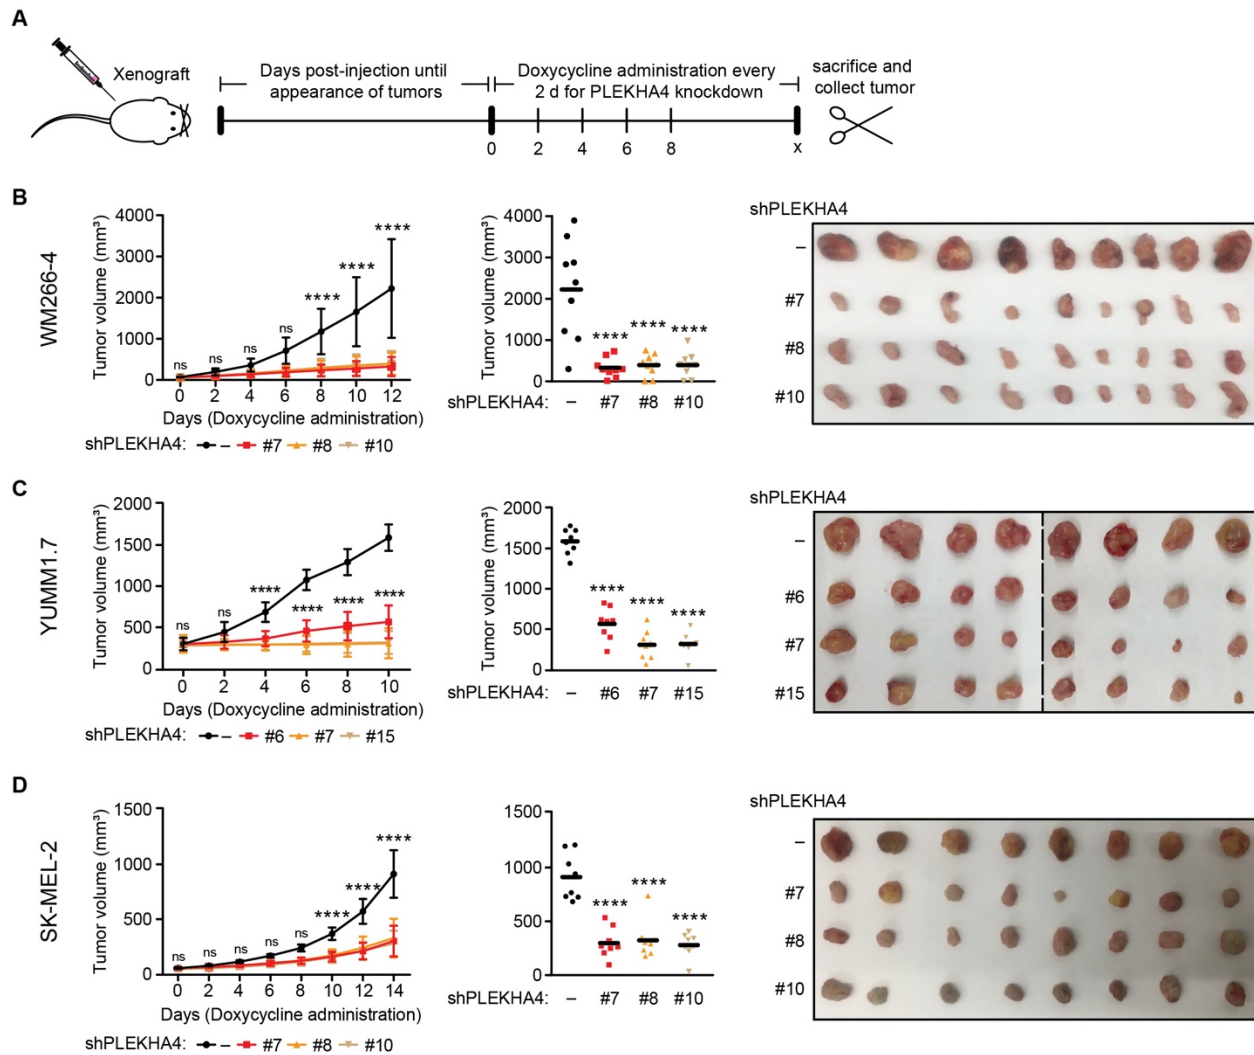 A
Xenograft
Days post-injection until
appearance of tumors
Doxycycline administration every
2 d for PLEKHA4 knockdown
sacrifice and
collect tumor
0 2 4 6 8 x
B
WM266-4
Tumor volume (mm³)
4000
3000
2000
1000
0
ns ns ns ns **** **** ****
0 2 4 6 8 10 12
Days (Doxycycline administration)
shPLEKHA4: – #7 #8 #10
Tumor volume (mm³)
4000
3000
2000
1000
0
**** **** ****
shPLEKHA4: – #7 #8 #10
shPLEKHA4
–
#7
#8
#10
C
YUMM1.7
Tumor volume (mm³)
2000
1500
1000
500
0
ns ns **** **** **** ****
0 2 4 6 8 10
Days (Doxycycline administration)
shPLEKHA4: – #6 #7 #15
Tumor volume (mm³)
2000
1500
1000
500
0
**** **** ****
shPLEKHA4: – #6 #7 #15
shPLEKHA4
–
#6
#7
#15
D
SK-MEL-2
Tumor volume (mm³)
1500
1000
500
0
ns ns ns ns ns **** **** ****
0 2 4 6 8 10 12 14
Days (Doxycycline administration)
shPLEKHA4: – #7 #8 #10
Tumor volume (mm³)
1500
1000
500
0
**** **** ****
shPLEKHA4: – #7 #8 #10
shPLEKHA4
–
#7
#8
#10